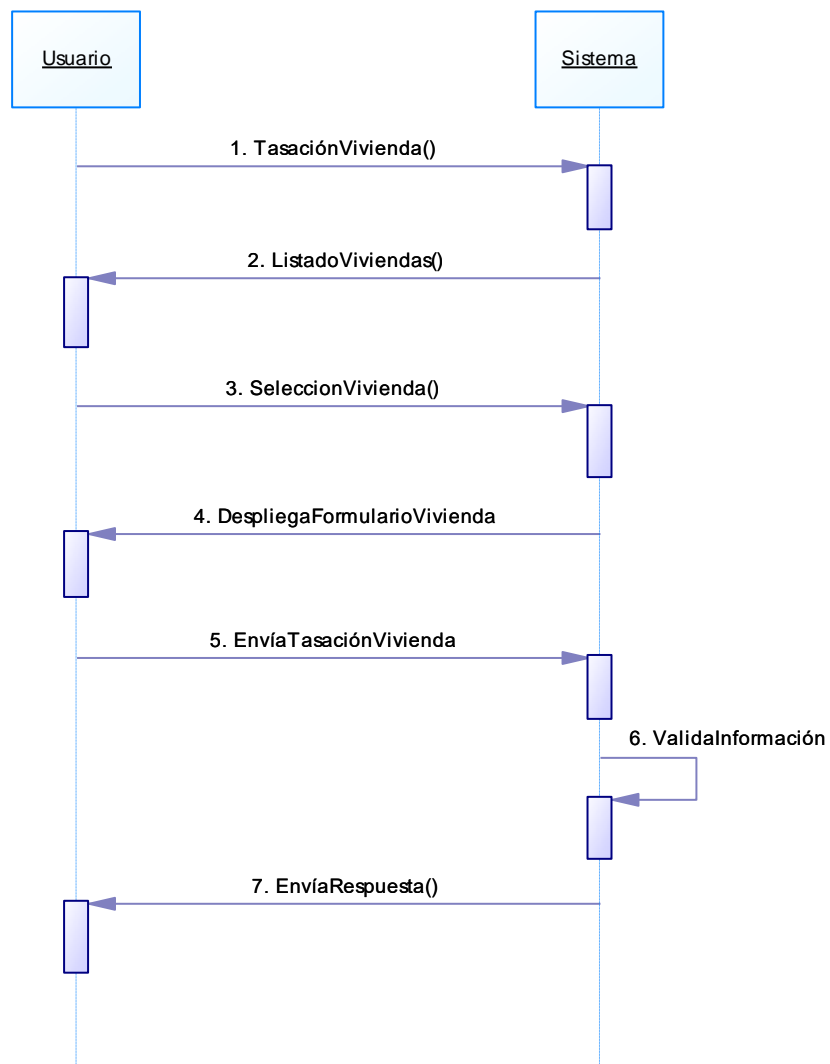 Usuario
Sistema
1. TasaciónVivienda()
2. ListadoViviendas()
3. SeleccionVivienda()
4. DespliegaFormularioVivienda
5. EnvíaTasaciónVivienda
6. ValidaInformación
7. EnvíaRespuesta()